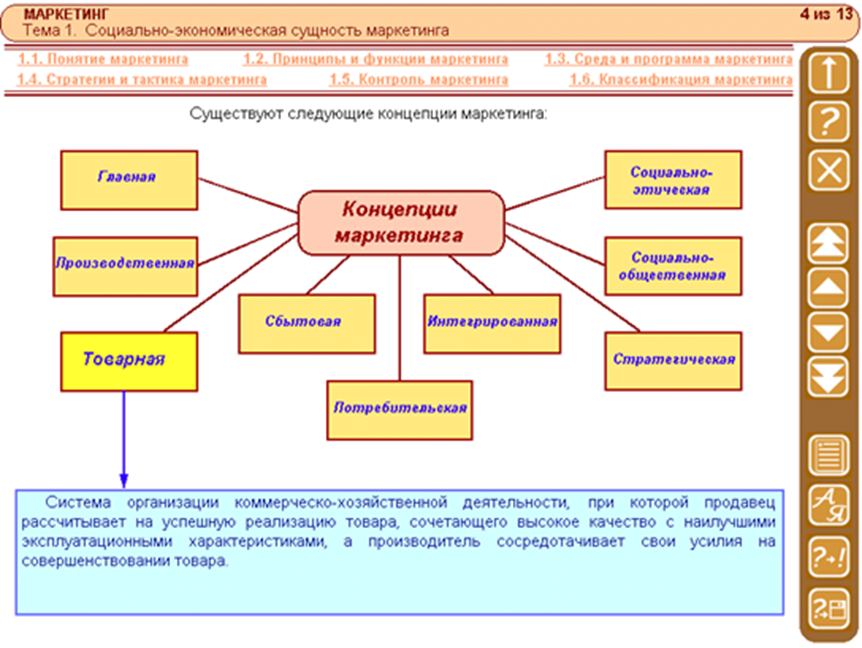 МАРКЕТИНГ
4 из 13
Тема 1. Социально-экономическая сущность маркетинга
1.1. Понятие маркетинга
1.2. Принципы и функции маркетинга
1.3. Среда и программа маркетинга
1.4. Стратегии и тактика маркетинга
1.5. Контроль маркетинга
1.6. Классификация маркетинга
Существуют следующие концепции маркетинга:
Главная
Социально-
этическая
Концепции
маркетинга
Производственная
Социально-
общественная
Сбытовая
Интегрированная
Товарная
Стратегическая
Потребительская
Система организации коммерческо-хозяйственной деятельности, при которой продавец
рассчитывает на успешную реализацию товара, сочетающего высокое качество с наилучшими
эксплуатационными характеристиками, а производитель сосредотачивает свои усилия на
совершенствовании товара.
?
А
Я
?→!
?→